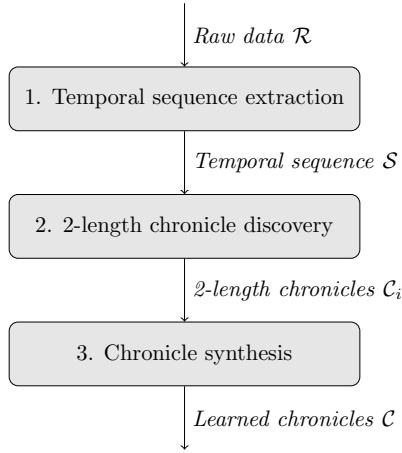 Raw data 𝓡
1. Temporal sequence extraction
Temporal sequence 𝓢
2. 2-length chronicle discovery
2-length chronicles 𝓒ᵢ
3. Chronicle synthesis
Learned chronicles 𝓒